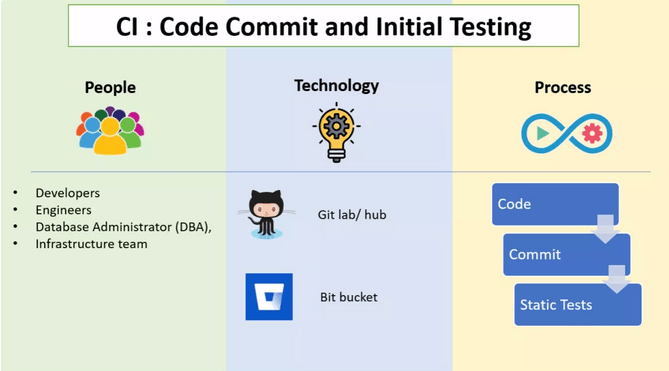 CI : Code Commit and Initial Testing
People
Technology
Process
• Developers
• Engineers
• Database Administrator (DBA),
• Infrastructure team
Git lab/ hub
Bit bucket
Code
Commit
Static Tests